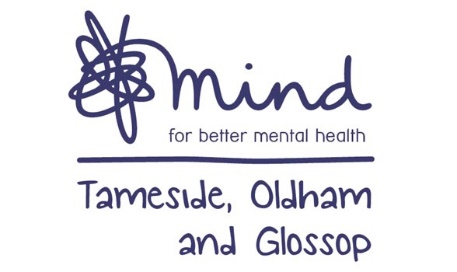 mind
for better mental health
Tameside, Oldham
and Glossop